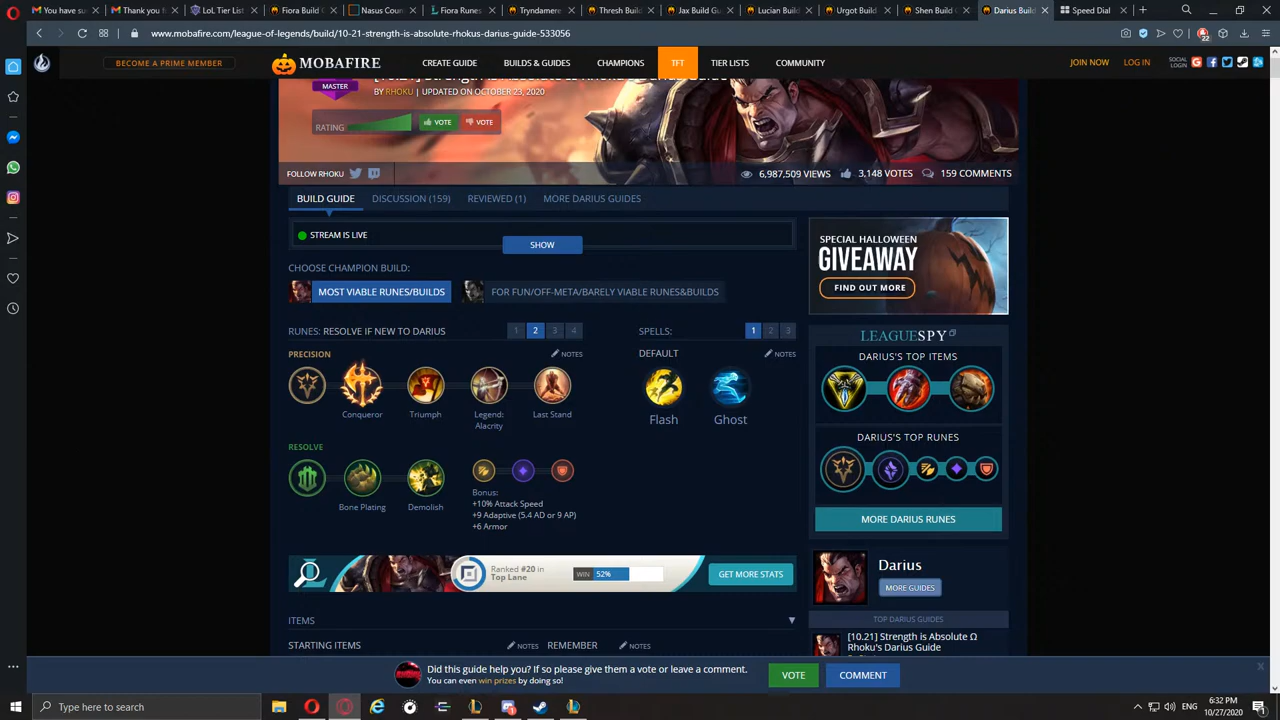 You have su
Thank you f
LoL Tier List
Fiora Build G
Nasus Coun
Fiora Runes
Tryndamere
Thresh Build
Jax Build Gu
Lucian Build
Urgot Build
Shen Build G
Darius Build
Speed Dial
www.mobafire.com/league-of-legends/build/10-21-strength-is-absolute-rhokus-darius-guide-533056
22
BECOME A PRIME MEMBER
MOBAFIRE
CREATE GUIDE
BUILDS & GUIDES
CHAMPIONS
TFT
TIER LISTS
COMMUNITY
JOIN NOW
LOG IN
SOCIAL LOGIN
MASTER
BY RHOKU | UPDATED ON OCTOBER 23, 2020
RATING
VOTE
VOTE
FOLLOW RHOKU
6,987,509 VIEWS
3,148 VOTES
159 COMMENTS
BUILD GUIDE
DISCUSSION (159)
REVIEWED (1)
MORE DARIUS GUIDES
STREAM IS LIVE
SHOW
CHOOSE CHAMPION BUILD:
MOST VIABLE RUNES/BUILDS
FOR FUN/OFF-META/BARELY VIABLE RUNES&BUILDS
RUNES: RESOLVE IF NEW TO DARIUS
1 2 3 4
PRECISION
NOTES
Conqueror
Triumph
Legend: Alacrity
Last Stand
RESOLVE
Bone Plating
Demolish
Bonus:
+10% Attack Speed
+9 Adaptive (5.4 AD or 9 AP)
+6 Armor
SPELLS:
1 2 3
DEFAULT
NOTES
Flash
Ghost
Ranked #20 in
Top Lane
WIN 52%
GET MORE STATS
ITEMS
STARTING ITEMS
NOTES
REMEMBER
NOTES
SPECIAL HALLOWEEN
GIVEAWAY
FIND OUT MORE
LEAGUESPY
DARIUS'S TOP ITEMS
DARIUS'S TOP RUNES
MORE DARIUS RUNES
Darius
MORE GUIDES
TOP DARIUS GUIDES
[10.21] Strength is Absolute Ω
Rhoku's Darius Guide
Did this guide help you? If so please give them a vote or leave a comment.
You can even win prizes by doing so!
VOTE
COMMENT
Type here to search
ENG
6:32 PM
10/27/2020
1